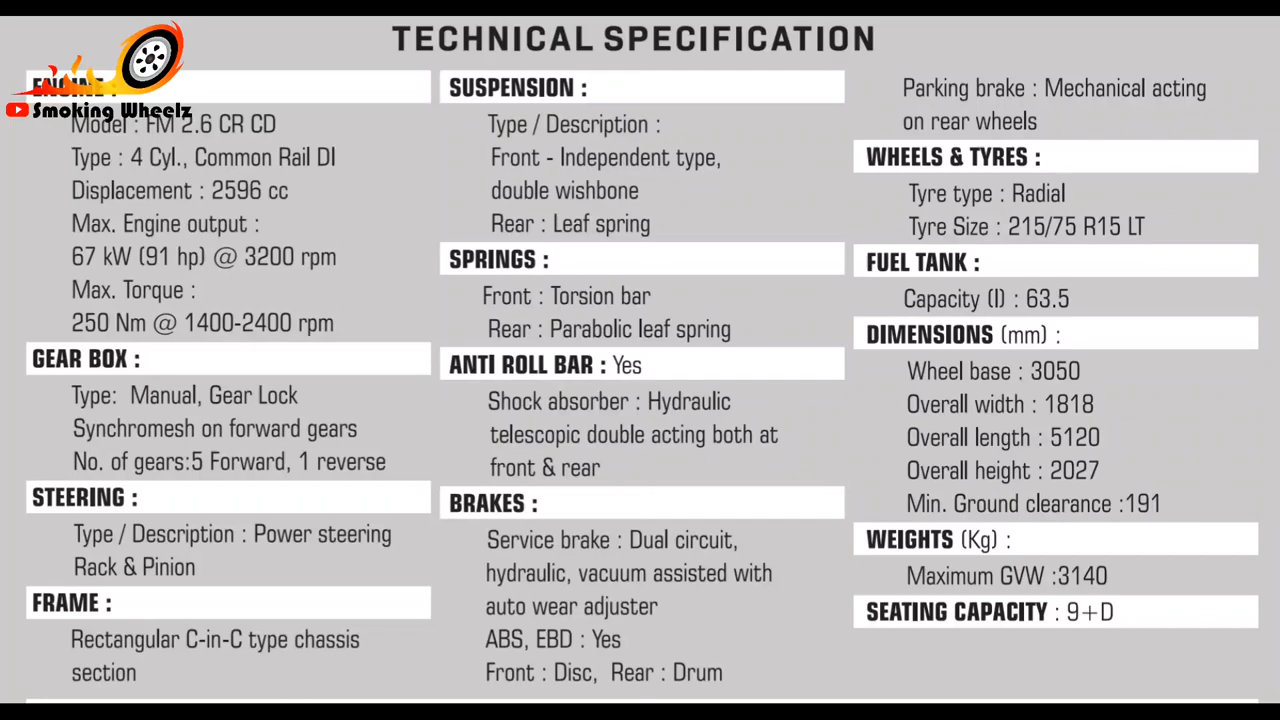 TECHNICAL SPECIFICATION
ENGINE :
Smoking Wheelz
Model : FM 2.6 CR CD
Type : 4 Cyl., Common Rail DI
Displacement : 2596 cc
Max. Engine output :
67 kW (91 hp) @ 3200 rpm
Max. Torque :
250 Nm @ 1400-2400 rpm
GEAR BOX :
Type: Manual, Gear Lock
Synchromesh on forward gears
No. of gears:5 Forward, 1 reverse
STEERING :
Type / Description : Power steering
Rack & Pinion
FRAME :
Rectangular C-in-C type chassis
section
SUSPENSION :
Type / Description :
Front - Independent type,
double wishbone
Rear : Leaf spring
SPRINGS :
Front : Torsion bar
Rear : Parabolic leaf spring
ANTI ROLL BAR : Yes
Shock absorber : Hydraulic
telescopic double acting both at
front & rear
BRAKES :
Service brake : Dual circuit,
hydraulic, vacuum assisted with
auto wear adjuster
ABS, EBD : Yes
Front : Disc, Rear : Drum
Parking brake : Mechanical acting
on rear wheels
WHEELS & TYRES :
Tyre type : Radial
Tyre Size : 215/75 R15 LT
FUEL TANK :
Capacity (l) : 63.5
DIMENSIONS (mm) :
Wheel base : 3050
Overall width : 1818
Overall length : 5120
Overall height : 2027
Min. Ground clearance :191
WEIGHTS (Kg) :
Maximum GVW :3140
SEATING CAPACITY : 9+D